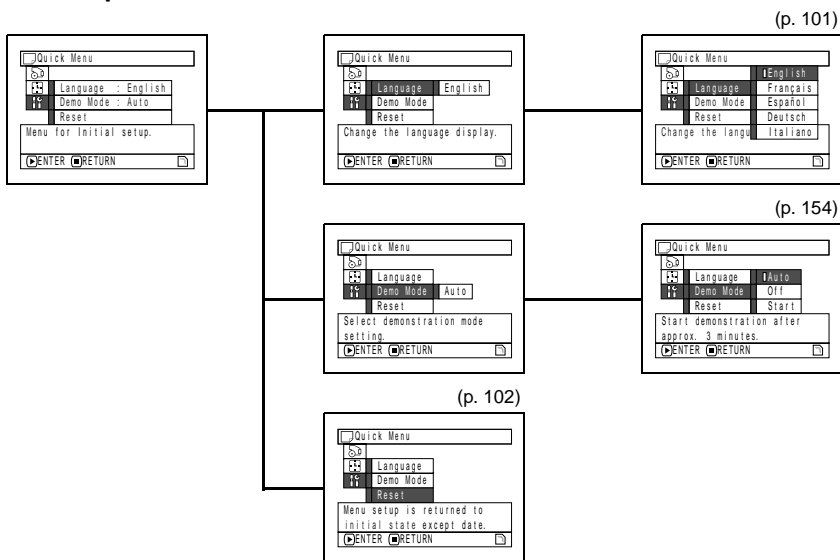 (p. 101)
Quick Menu
Language : English
Demo Mode : Auto
Reset
Menu for Initial setup.
ENTER RETURN
Quick Menu
Language English
Demo Mode
Reset
Change the language display.
ENTER RETURN
Quick Menu
English
Language Français
Demo Mode Español
Reset Deutsch
Change the langu Italiano
ENTER RETURN
(p. 154)
Quick Menu
Language
Demo Mode Auto
Reset
Select demonstration mode
setting.
ENTER RETURN
Quick Menu
Language Auto
Demo Mode Off
Reset Start
Start demonstration after
approx. 3 minutes.
ENTER RETURN
(p. 102)
Quick Menu
Language
Demo Mode
Reset
Menu setup is returned to
initial state except date.
ENTER RETURN